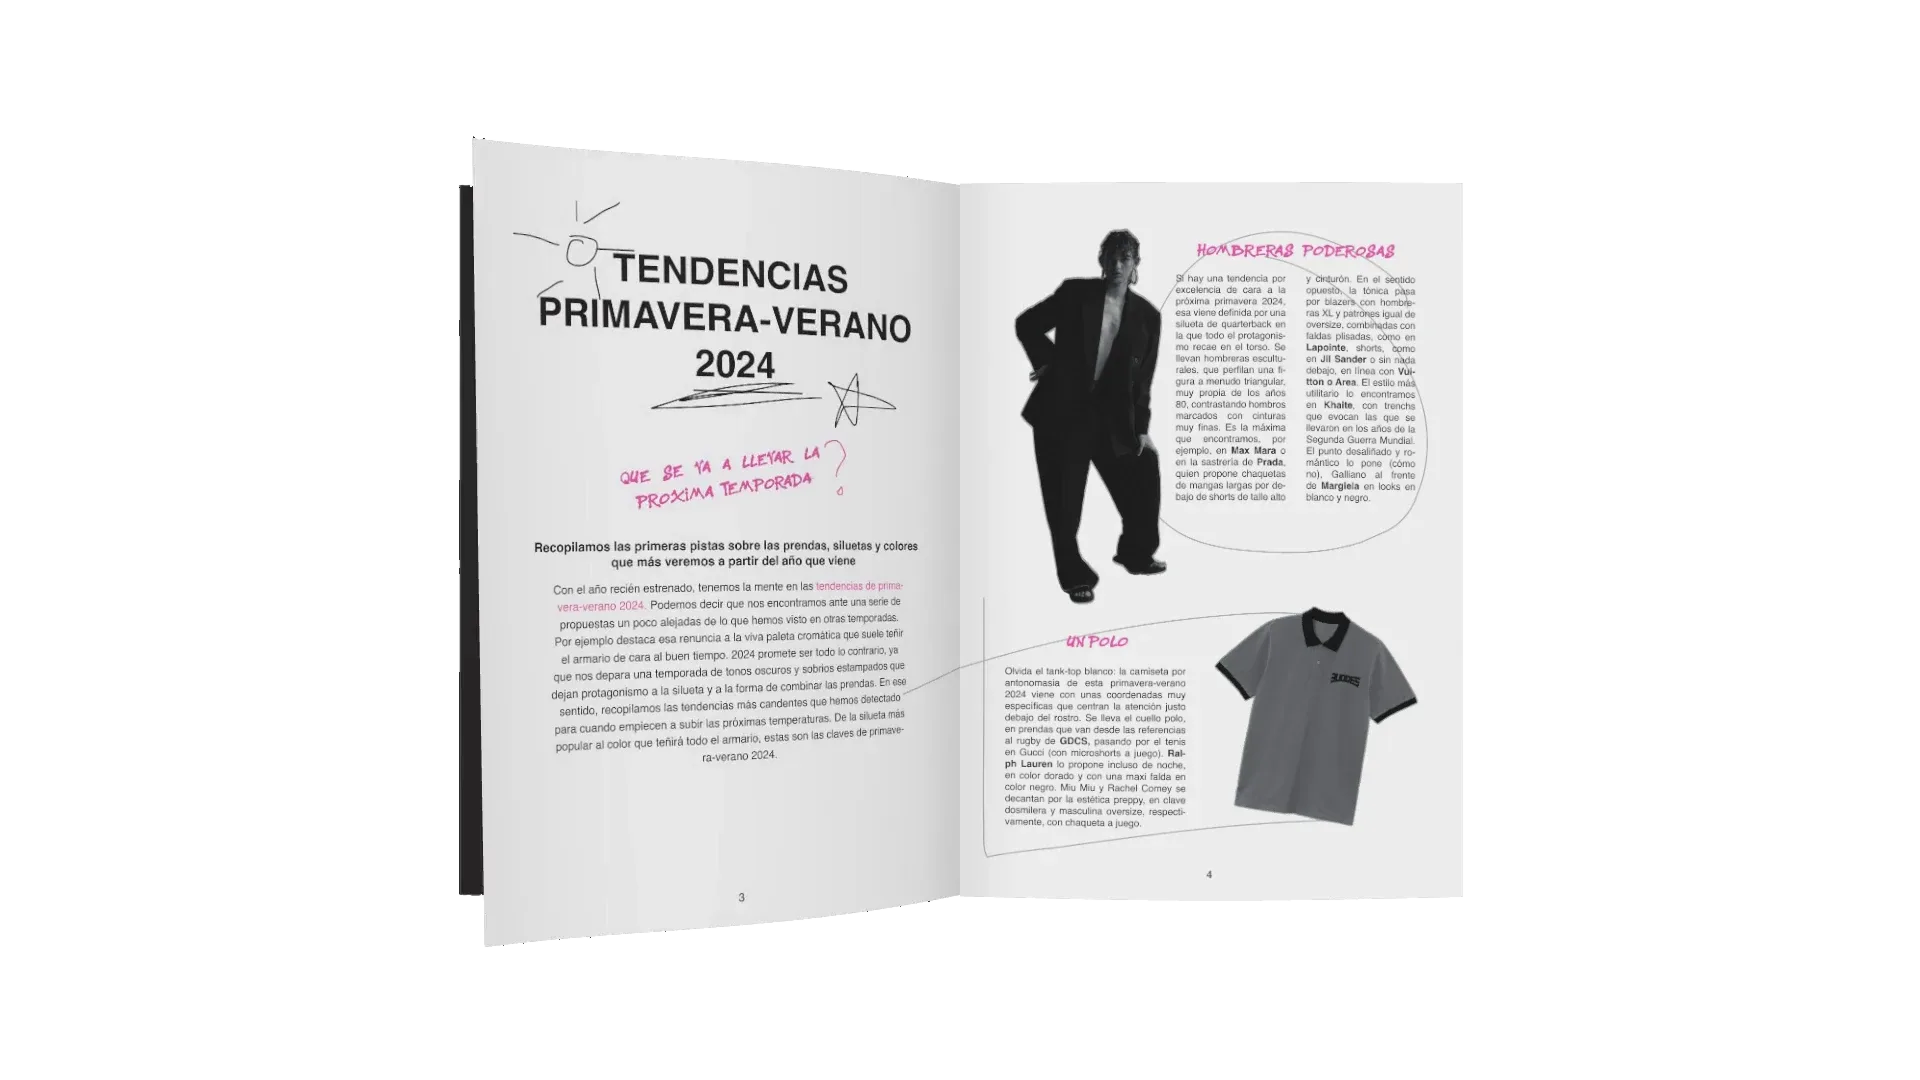 TENDENCIAS
PRIMAVERA-VERANO
2024
QUE SE VA A LLEVAR LA
PROXIMA TEMPORADA ?
Recopilamos las primeras pistas sobre las prendas, siluetas y colores
que más veremos a partir del año que viene
Con el año recién estrenado, tenemos la mente en las tendencias de prima-
vera-verano 2024. Podemos decir que nos encontramos ante una serie de
propuestas un poco alejadas de lo que hemos visto en otras temporadas.
Por ejemplo destaca esa renuncia a la viva paleta cromática que suele teñir
el armario de cara al buen tiempo. 2024 promete ser todo lo contrario, ya
que nos depara una temporada de tonos oscuros y sobrios estampados que
dejan protagonismo a la silueta y a la forma de combinar las prendas. En ese
sentido, recopilamos las tendencias más candentes que hemos detectado
para cuando empiecen a subir las próximas temperaturas. De la silueta más
popular al color que teñirá todo el armario, estas son las claves de primave-
ra-verano 2024.
3
HOMBRERAS PODEROSAS
Si hay una tendencia por
excelencia de cara a la
próxima primavera 2024,
esa viene definida por una
silueta de quarterback en
la que todo el protagonis-
mo recae en el torso. Se
llevan hombreras escultu-
rales, que perfilan una fi-
gura a menudo triangular,
muy propia de los años
80, contrastando hombros
marcados con cinturas
muy finas. Es la máxima
que encontramos, por
ejemplo, en Max Mara o
en la sastrería de Prada,
quien propone chaquetas
de mangas largas por de-
bajo de shorts de talle alto
y cinturón. En el sentido
opuesto, la tónica pasa
por blazers con hombre-
ras XL y patrones igual de
oversize, combinadas con
faldas plisadas, como en
Lapointe, shorts, como
en Jil Sander o sin nada
debajo, en línea con Vui-
tton o Area. El estilo más
utilitario lo encontramos
en Khaite, con trenchs
que evocan las que se
llevaron en los años de la
Segunda Guerra Mundial.
El punto desaliñado y ro-
mántico lo pone (cómo
no), Galliano al frente
de Margiela en looks en
blanco y negro.
UN POLO
Olvida el tank-top blanco: la camiseta por
antonomasia de esta primavera-verano
2024 viene con unas coordenadas muy
específicas que centran la atención justo
debajo del rostro. Se lleva el cuello polo,
en prendas que van desde las referencias
al rugby de GDCS, pasando por el tenis
en Gucci (con microshorts a juego). Ral-
ph Lauren lo propone incluso de noche,
en color dorado y con una maxi falda en
color negro. Miu Miu y Rachel Comey se
decantan por la estética preppy, en clave
dosmilera y masculina oversize, respecti-
vamente, con chaqueta a juego.
4